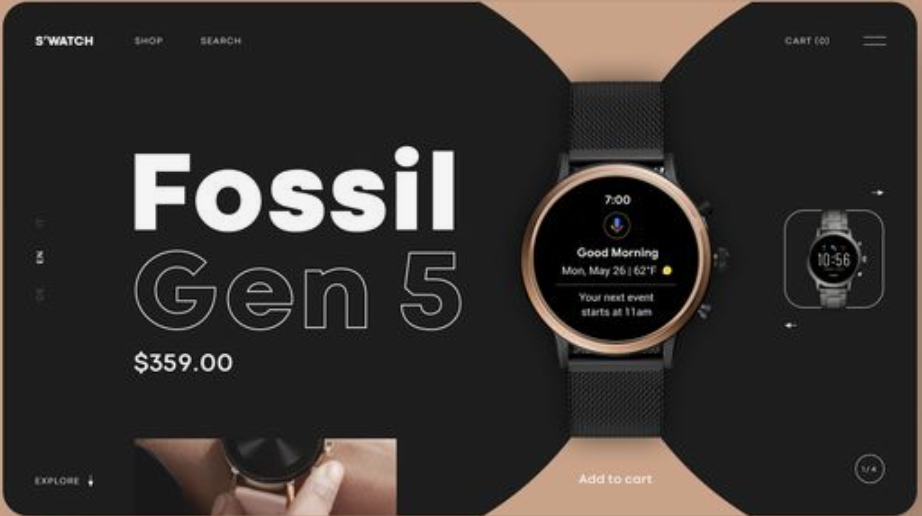 S'WATCH
SHOP
SEARCH
CART (0)
Fossil
Gen 5
$359.00
IT
EN
DE
7:00
Good Morning
Mon, May 26 | 62°F
Your next event
starts at 11am
10:56
EXPLORE
Add to cart
1/4